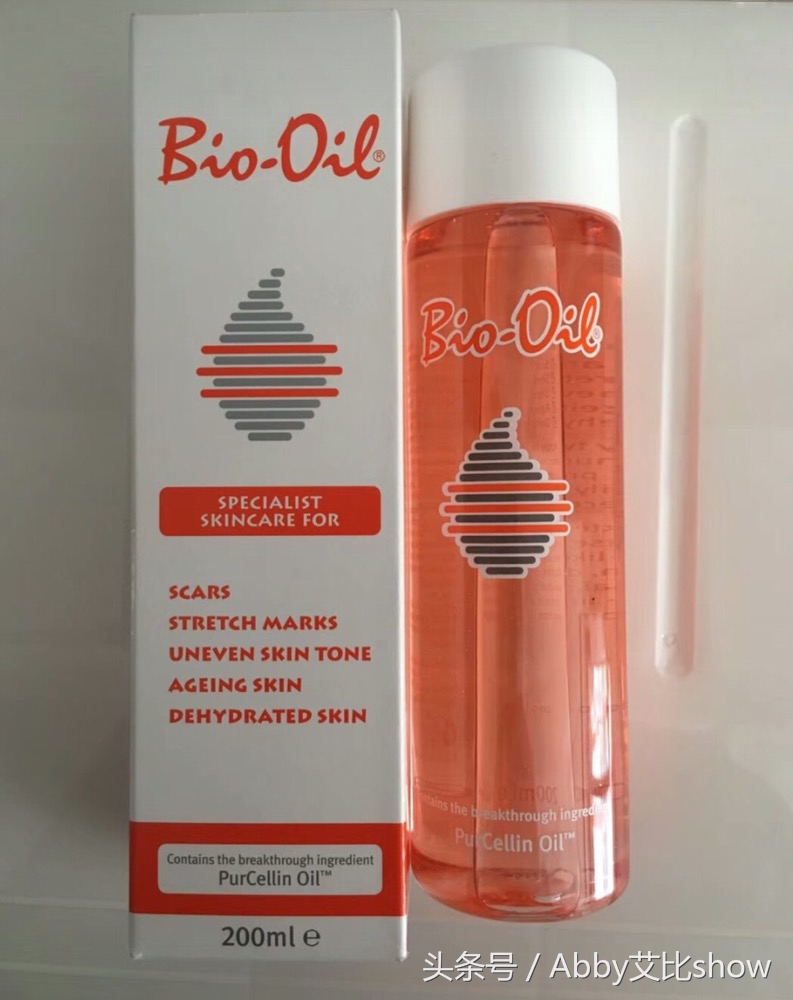 Bio-Oil®
SPECIALIST
SKINCARE FOR
SCARS
STRETCH MARKS
UNEVEN SKIN TONE
AGEING SKIN
DEHYDRATED SKIN
Contains the breakthrough ingredient
PurCellin Oil™
200ml ℮
Bio-Oil®
the breakthrough
PurCellin Oil™
头条号 / Abby艾比show